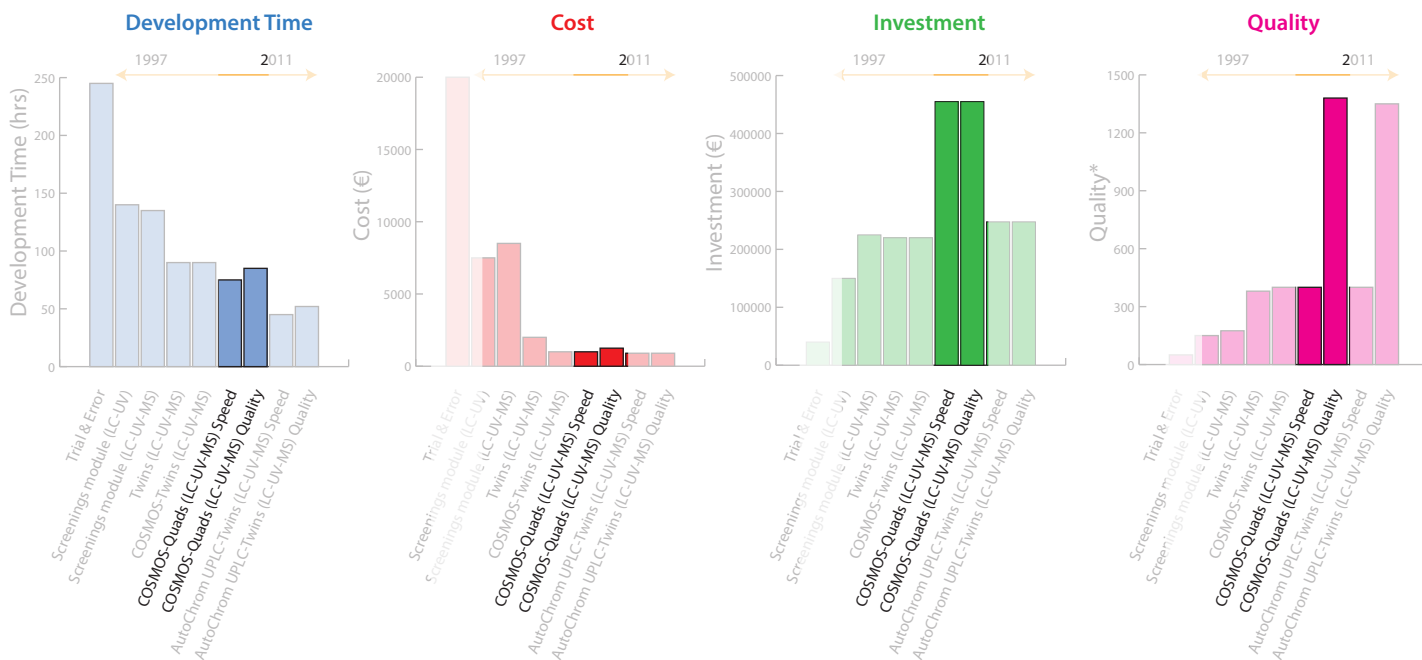 Development Time
Cost
Investment
Quality
1997
2011
1997
2011
1997
2011
1997
2011
Development Time (hrs)
250
200
150
100
50
0
Trial & Error
Screenings module (LC-UV)
Screenings module (LC-UV-MS)
Twins (LC-UV-MS)
COSMOS-Twins (LC-UV-MS)
COSMOS-Quads (LC-UV-MS) Speed
COSMOS-Quads (LC-UV-MS) Quality
AutoChrom UPLC-Twins (LC-UV-MS) Speed
AutoChrom UPLC-Twins (LC-UV-MS) Quality
Cost (€)
20000
15000
10000
5000
0
Trial & Error
Screenings module (LC-UV)
Screenings module (LC-UV-MS)
Twins (LC-UV-MS)
COSMOS-Twins (LC-UV-MS)
COSMOS-Quads (LC-UV-MS) Speed
COSMOS-Quads (LC-UV-MS) Quality
AutoChrom UPLC-Twins (LC-UV-MS) Speed
AutoChrom UPLC-Twins (LC-UV-MS) Quality
Investment (€)
500000
400000
300000
200000
100000
0
Trial & Error
Screenings module (LC-UV)
Screenings module (LC-UV-MS)
Twins (LC-UV-MS)
COSMOS-Twins (LC-UV-MS)
COSMOS-Quads (LC-UV-MS) Speed
COSMOS-Quads (LC-UV-MS) Quality
AutoChrom UPLC-Twins (LC-UV-MS) Speed
AutoChrom UPLC-Twins (LC-UV-MS) Quality
Quality*
1500
1200
900
600
300
0
Trial & Error
Screenings module (LC-UV)
Screenings module (LC-UV-MS)
Twins (LC-UV-MS)
COSMOS-Twins (LC-UV-MS)
COSMOS-Quads (LC-UV-MS) Speed
COSMOS-Quads (LC-UV-MS) Quality
AutoChrom UPLC-Twins (LC-UV-MS) Speed
AutoChrom UPLC-Twins (LC-UV-MS) Quality